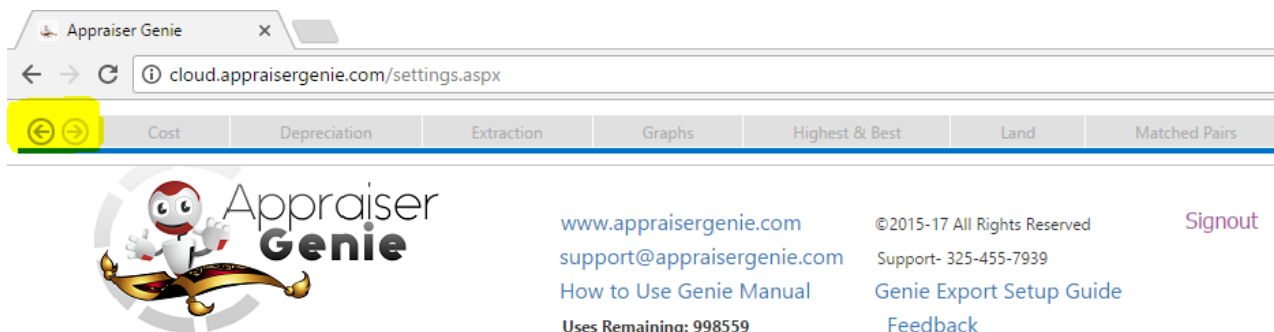 Appraiser Genie
cloud.appraisergenie.com/settings.aspx
Cost Depreciation Extraction Graphs Highest & Best Land Matched Pairs
Appraiser
Genie
www.appraisergenie.com ©2015-17 All Rights Reserved Signout
support@appraisergenie.com Support- 325-455-7939
How to Use Genie Manual Genie Export Setup Guide
Uses Remaining: 998559 Feedback